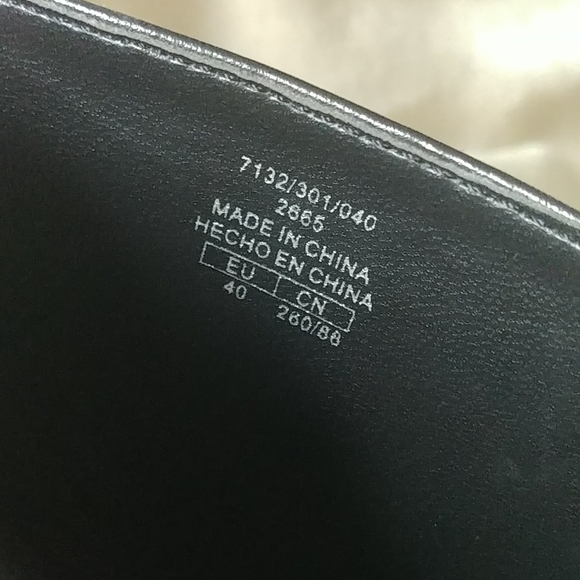 7132/301/040
2665
MADE IN CHINA
HECHO EN CHINA
EU CN
40 260/88